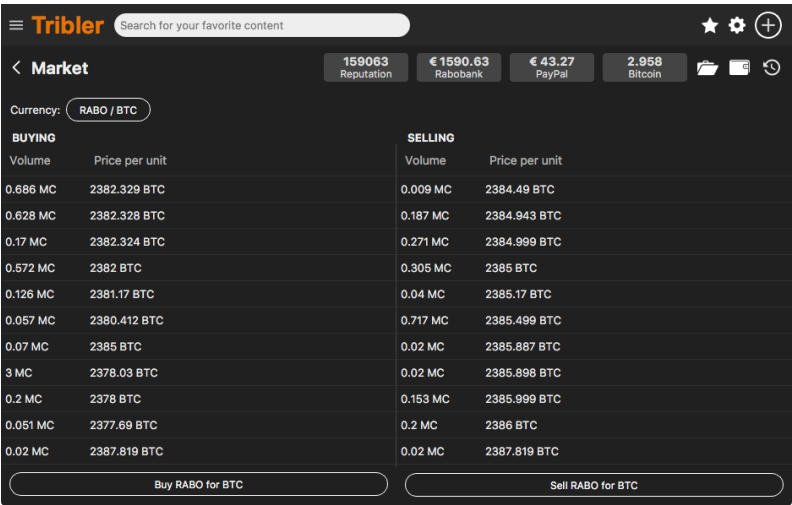 Tribler Search for your favorite content
Market 159063 € 1590.63 € 43.27 2.958
Reputation Rabobank PayPal Bitcoin
Currency: RABO / BTC
BUYING SELLING
Volume Price per unit Volume Price per unit
0.686 MC 2382.329 BTC 0.009 MC 2384.49 BTC
0.628 MC 2382.328 BTC 0.187 MC 2384.943 BTC
0.17 MC 2382.324 BTC 0.271 MC 2384.999 BTC
0.572 MC 2382 BTC 0.305 MC 2385 BTC
0.126 MC 2381.17 BTC 0.04 MC 2385.17 BTC
0.057 MC 2380.412 BTC 0.717 MC 2385.499 BTC
0.07 MC 2385 BTC 0.02 MC 2385.887 BTC
3 MC 2378.03 BTC 0.02 MC 2385.898 BTC
0.2 MC 2378 BTC 0.153 MC 2385.999 BTC
0.051 MC 2377.69 BTC 0.2 MC 2386 BTC
0.02 MC 2387.819 BTC 0.02 MC 2387.819 BTC
Buy RABO for BTC Sell RABO for BTC